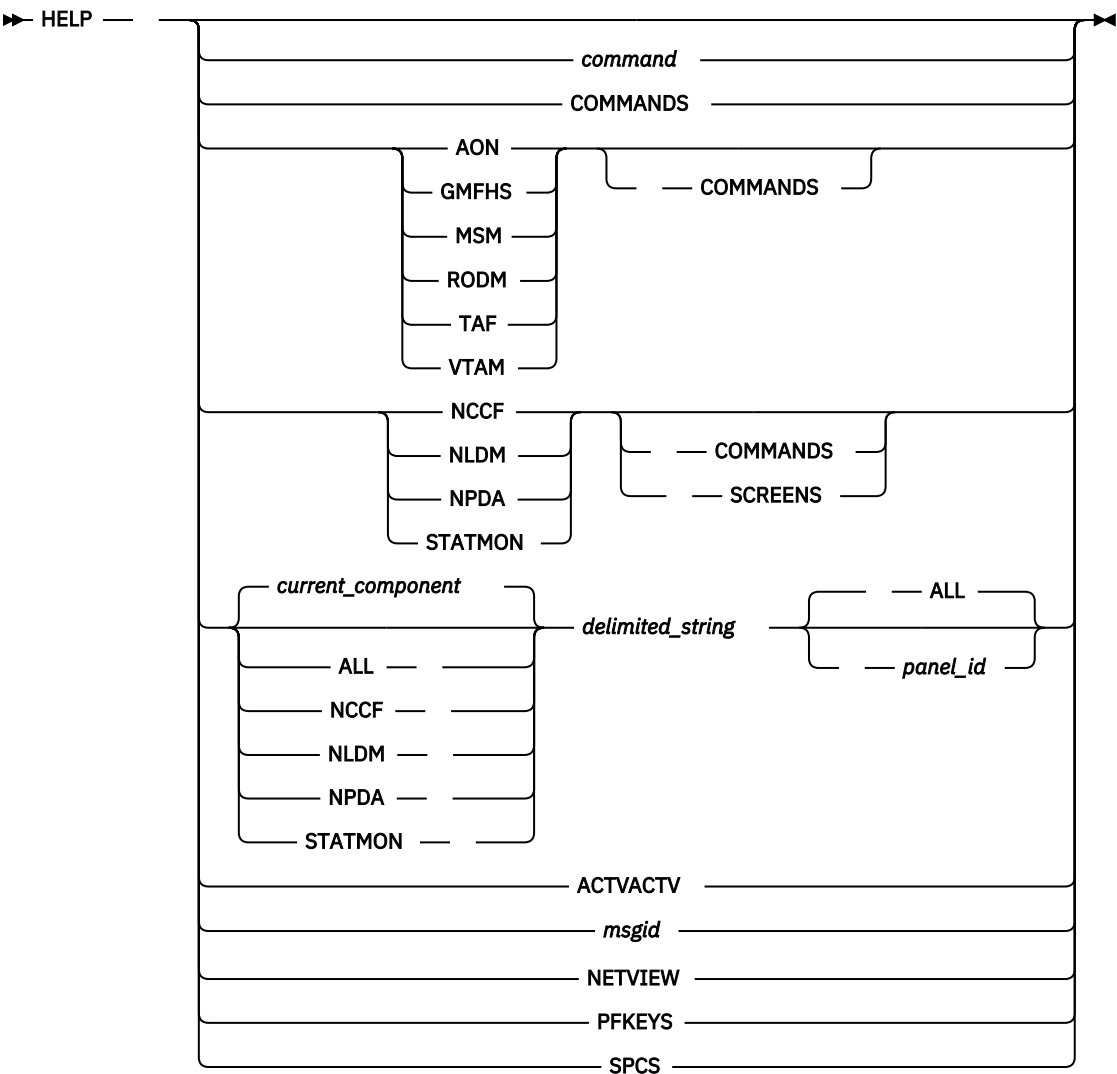 HELP
command
COMMANDS
AON
GMFHS
COMMANDS
MSM
RODM
TAF
VTAM
NCCF
NLDM
COMMANDS
NPDA
SCREENS
STATMON
current_component
ALL
delimited_string
ALL
panel_id
NCCF
NLDM
NPDA
STATMON
ACTVACTV
msgid
NETVIEW
PFKEYS
SPCS